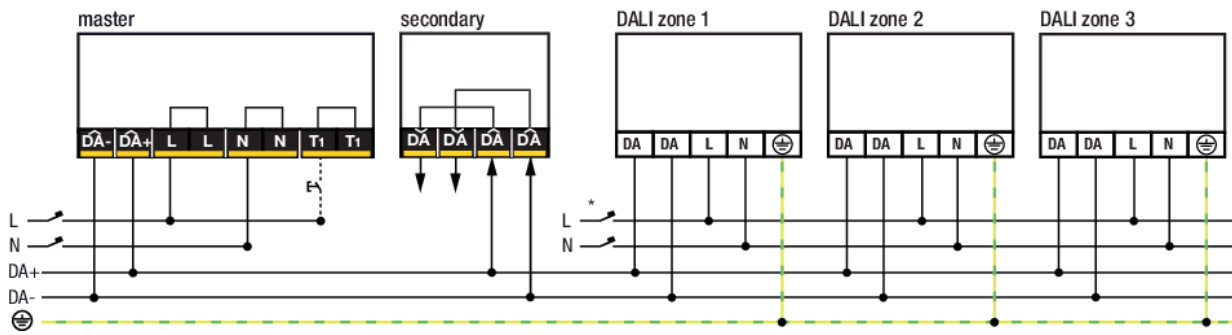 master secondary DALI zone 1 DALI zone 2 DALI zone 3
DA- DA+ L L N N T1 T1 DA DA DA DA DA DA L N DA DA L N DA DA L N
L L *
N N
DA+
DA-